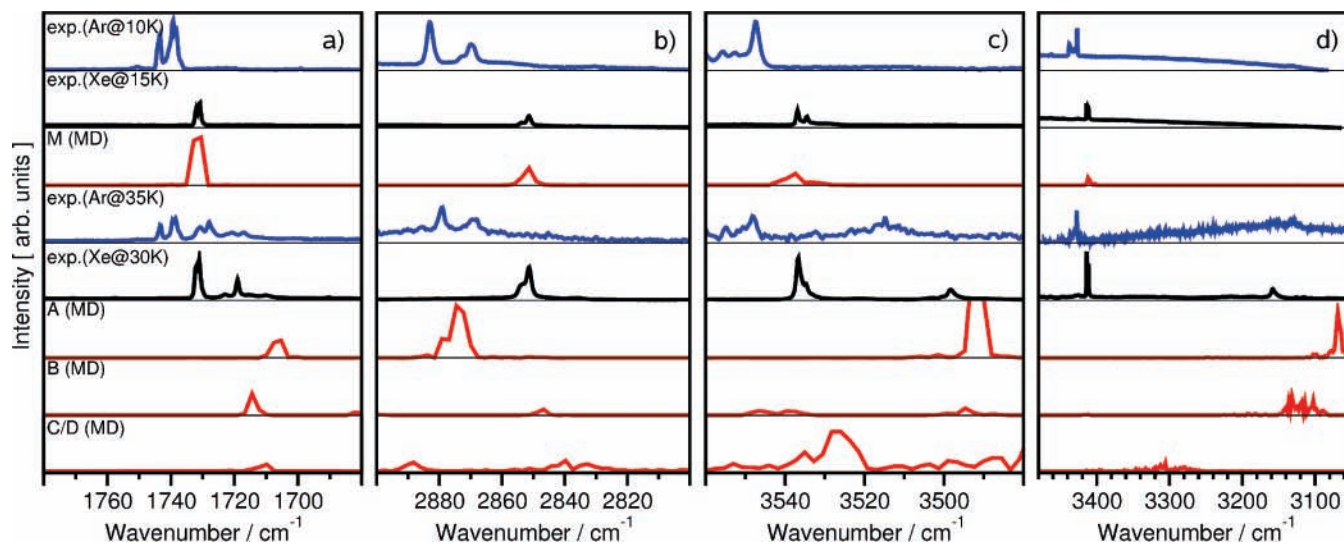 exp.(Ar@10K)
a)
b)
c)
d)
exp.(Xe@15K)
M (MD)
exp.(Ar@35K)
exp.(Xe@30K)
A (MD)
B (MD)
C/D (MD)
Intensity [ arb. units ]
1760 1740 1720 1700
2880 2860 2840 2820
3540 3520 3500
3400 3300 3200 3100
Wavenumber / cm⁻¹
Wavenumber / cm⁻¹
Wavenumber / cm⁻¹
Wavenumber / cm⁻¹